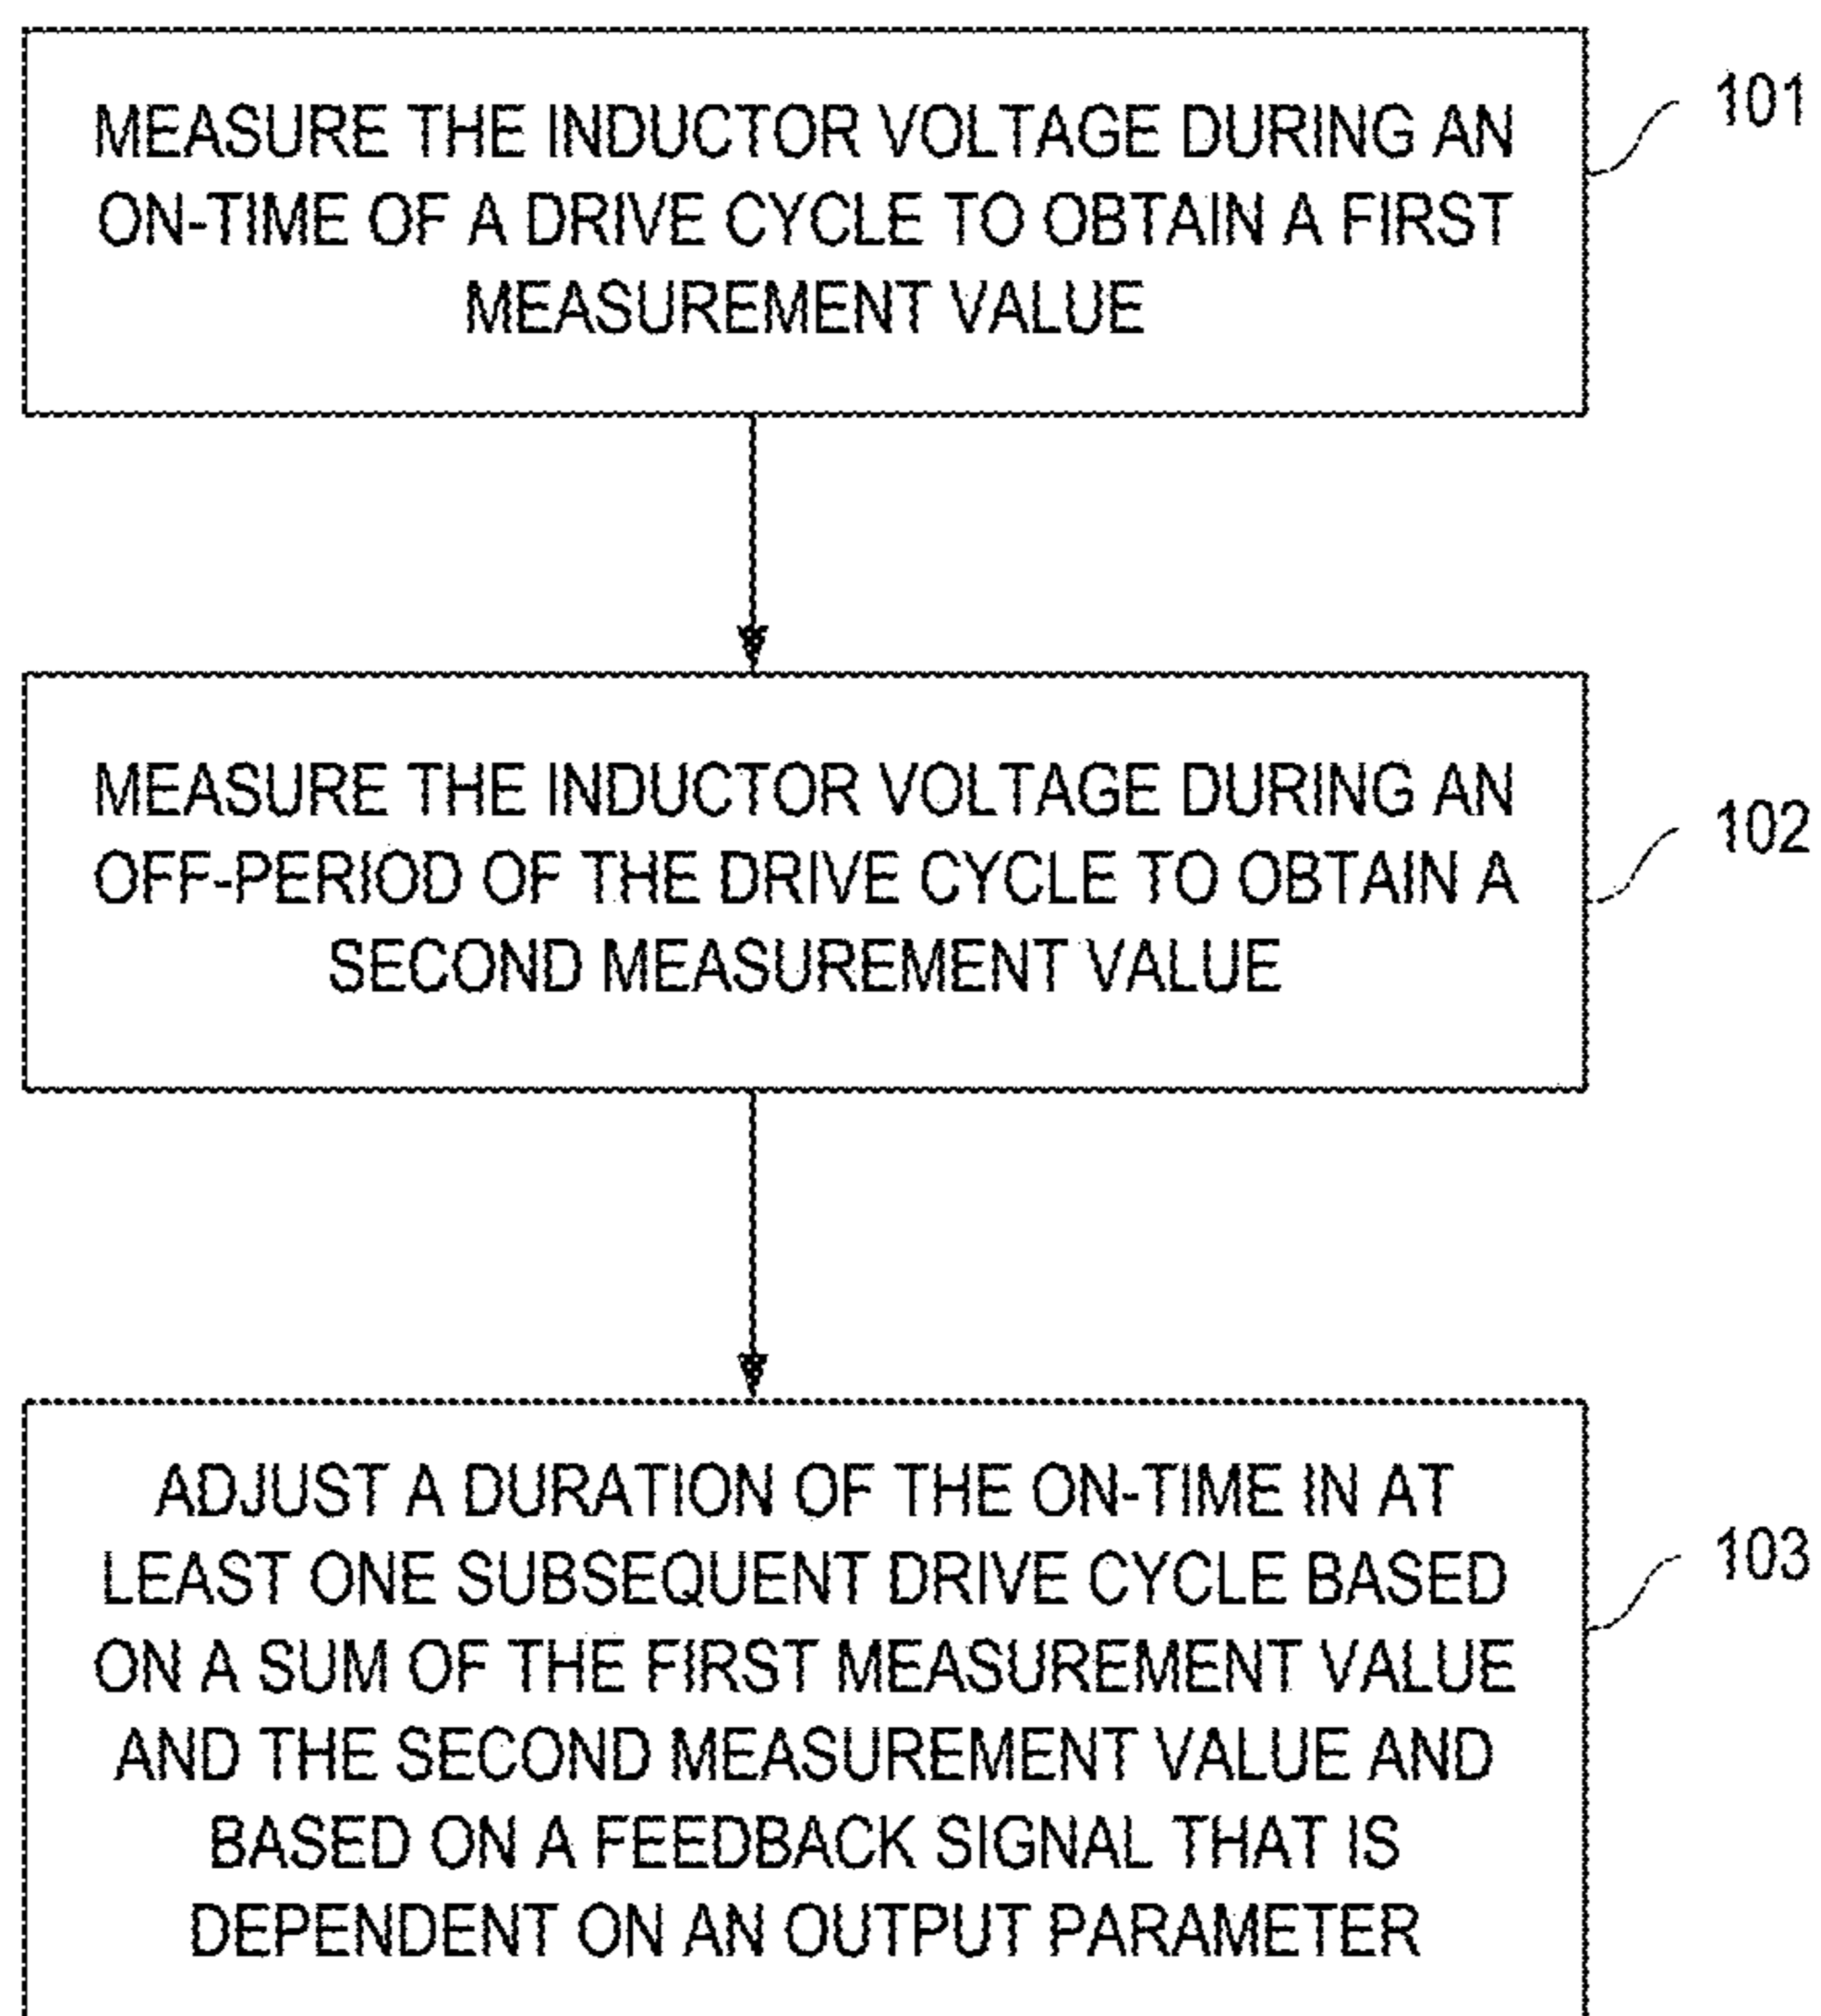 MEASURE THE INDUCTOR VOLTAGE DURING AN
ON-TIME OF A DRIVE CYCLE TO OBTAIN A FIRST
MEASUREMENT VALUE
101
MEASURE THE INDUCTOR VOLTAGE DURING AN
OFF-PERIOD OF THE DRIVE CYCLE TO OBTAIN A
SECOND MEASUREMENT VALUE
102
ADJUST A DURATION OF THE ON-TIME IN AT
LEAST ONE SUBSEQUENT DRIVE CYCLE BASED
ON A SUM OF THE FIRST MEASUREMENT VALUE
AND THE SECOND MEASUREMENT VALUE AND
BASED ON A FEEDBACK SIGNAL THAT IS
DEPENDENT ON AN OUTPUT PARAMETER
103